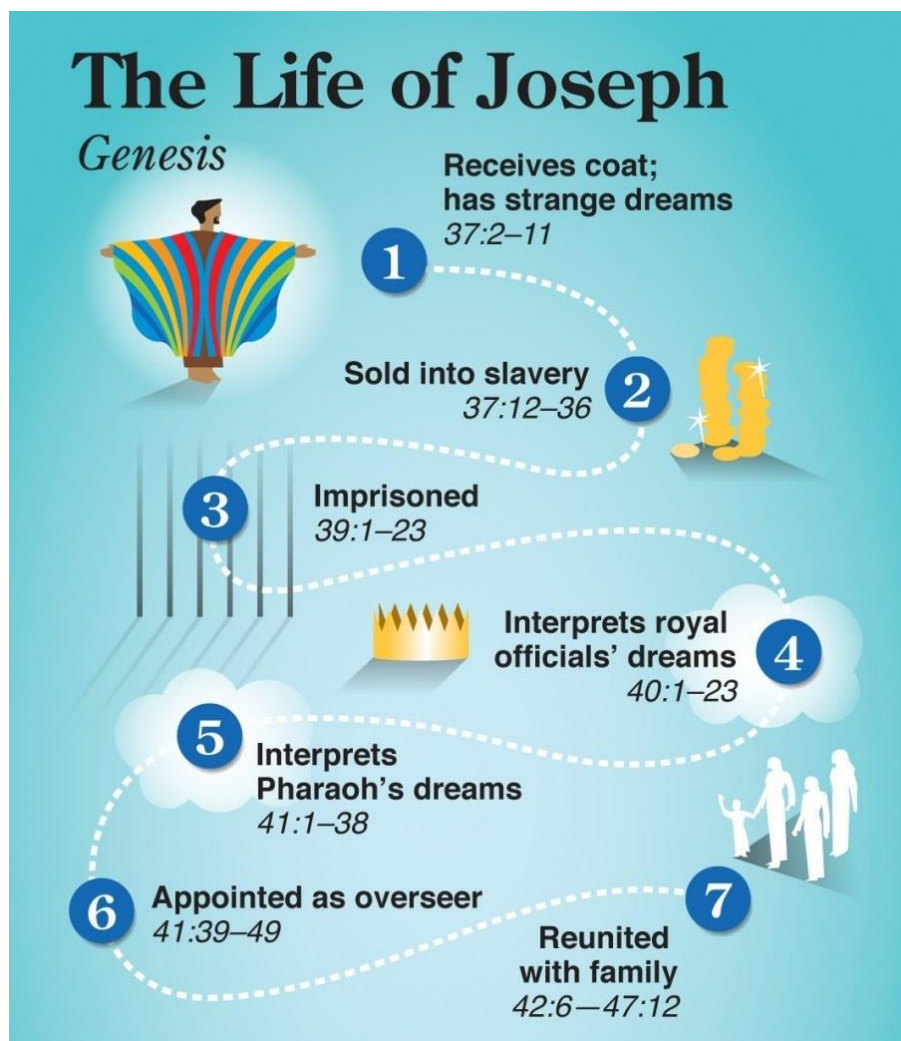 The Life of Joseph
Genesis
Receives coat;
has strange dreams
37:2–11
1
Sold into slavery
37:12–36
2
3
Imprisoned
39:1–23
Interprets royal
officials’ dreams
40:1–23
4
5
Interprets
Pharaoh’s dreams
41:1–38
6
Appointed as overseer
41:39–49
7
Reunited
with family
42:6—47:12